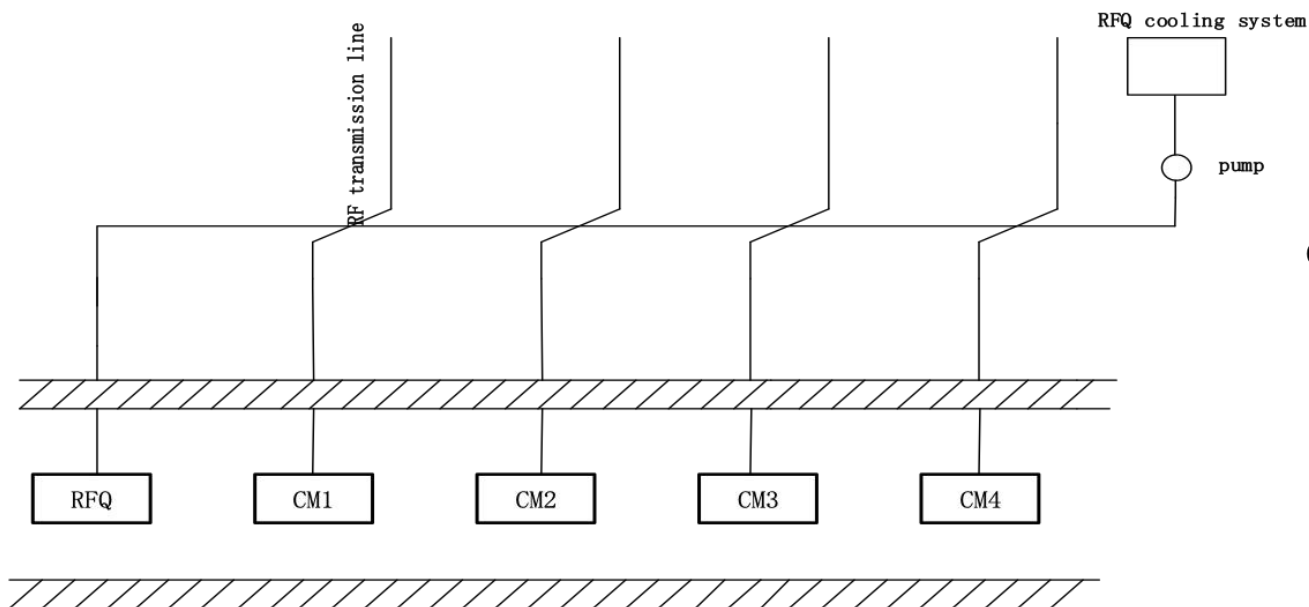 RFQ cooling system
RF transmission line
pump
RFQ
CM1
CM2
CM3
CM4